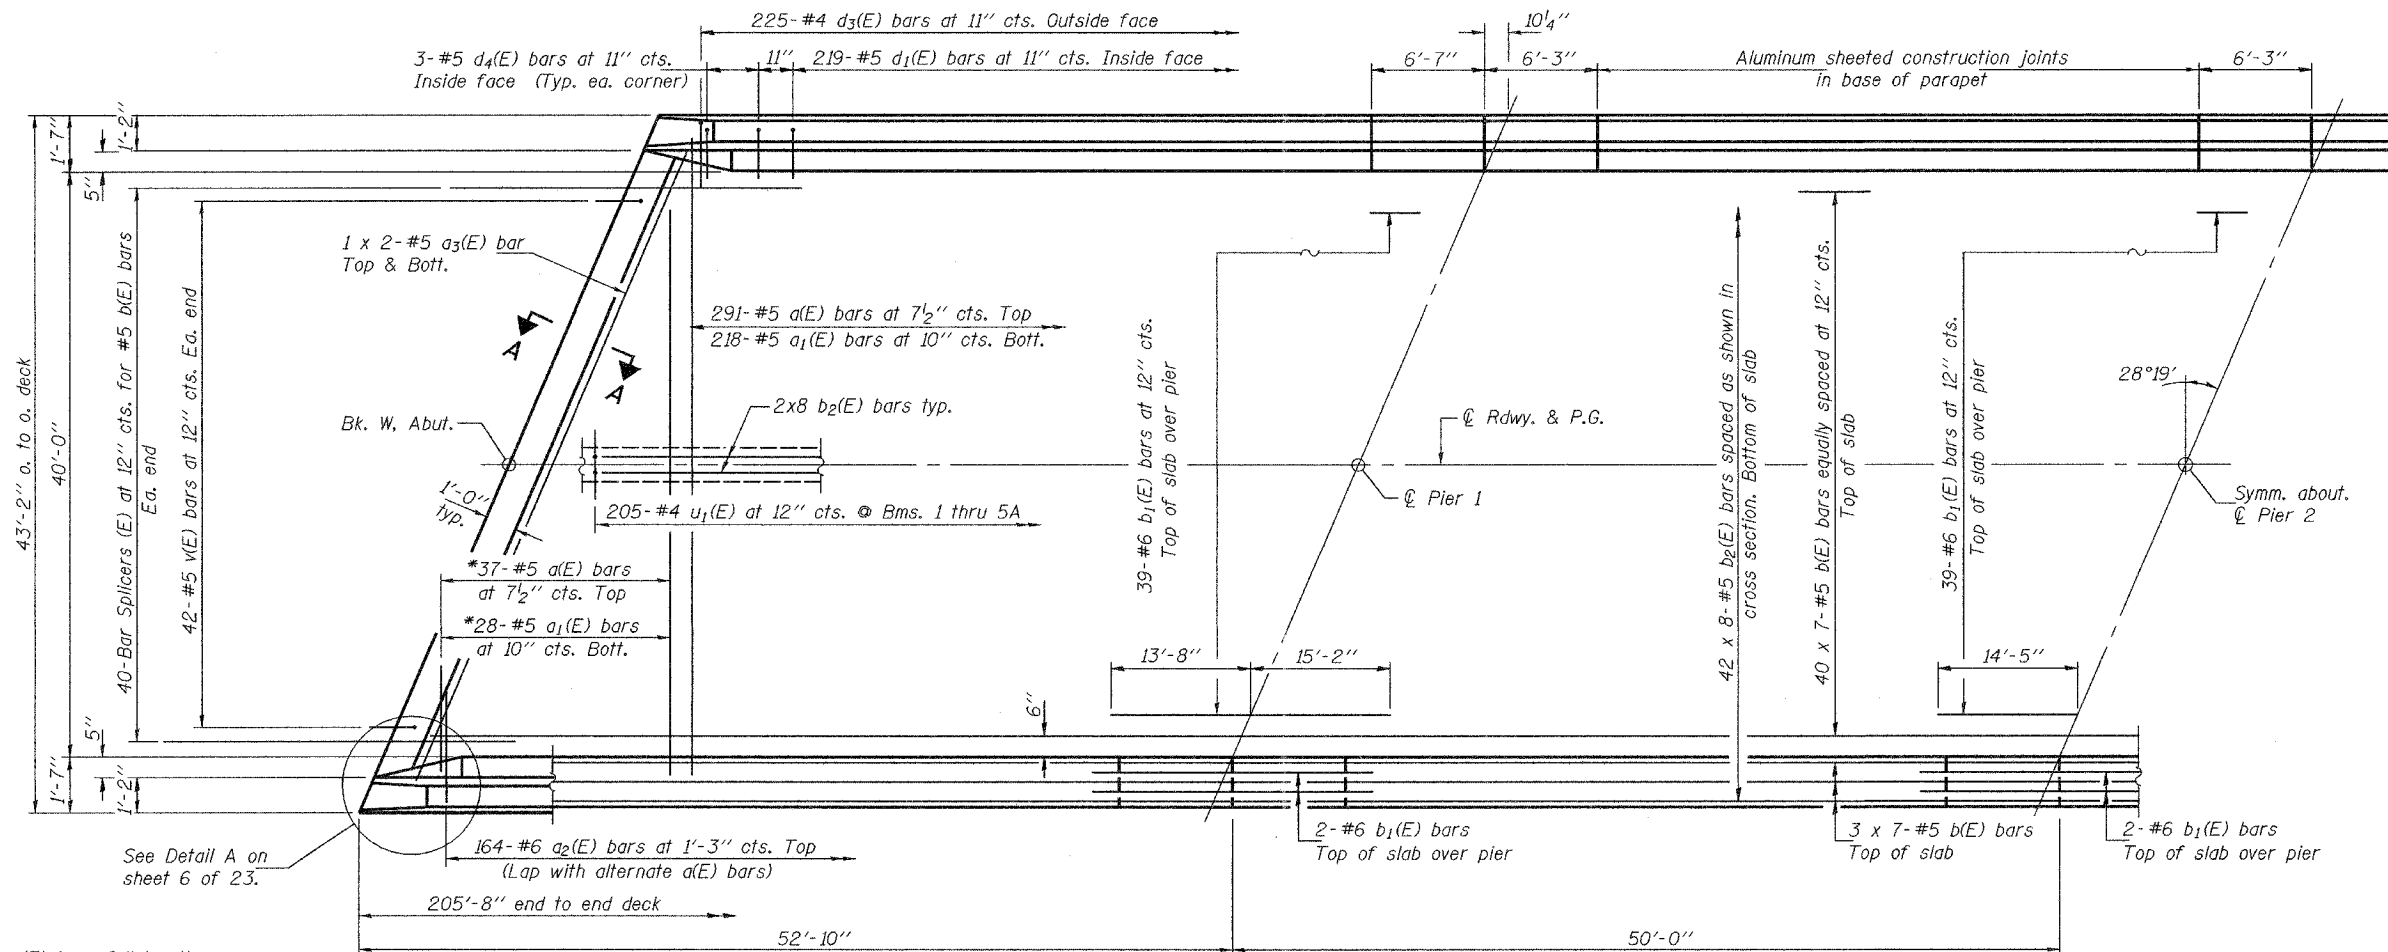 225-#4 d3(E) bars at 11" cts. Outside face
10 1/4"
3-#5 d4(E) bars at 11" cts.
Inside face (Typ. ea. corner)
11"
219-#5 d1(E) bars at 11" cts. Inside face
6'-7"
6'-3"
Aluminum sheeted construction joints
in base of parapet
6'-3"
1'-7"
1'-2"
5"
43'-2" o. to o. deck
40'-0"
40-Bar Splicers (E) at 12" cts. for #5 b(E) bars
Ea. end
42-#5 v(E) bars at 12" cts. Ea. end
1 x 2-#5 a3(E) bar
Top & Bott.
A
A
291-#5 a(E) bars at 7 1/2" cts. Top
218-#5 a1(E) bars at 10" cts. Bott.
2x8 b2(E) bars typ.
Bk. W. Abut.
1'-0"
typ.
205-#4 u1(E) at 12" cts. @ Bms. 1 thru 5A
39-#6 b1(E) bars at 12" cts.
Top of slab over pier
℄ Rdwy. & P.G.
℄ Pier 1
42 x 8-#5 b2(E) bars spaced as shown in
cross section. Bottom of slab
40 x 7-#5 b(E) bars equally spaced at 12" cts.
Top of slab
39-#6 b1(E) bars at 12" cts.
Top of slab over pier
28°19'
Symm. about.
℄ Pier 2
*37-#5 a(E) bars
at 7 1/2" cts. Top
*28-#5 a1(E) bars
at 10" cts. Bott.
13'-8"
15'-2"
14'-5"
6"
5"
1'-7"
1'-2"
2-#6 b1(E) bars
Top of slab over pier
3 x 7-#5 b(E) bars
Top of slab
2-#6 b1(E) bars
Top of slab over pier
See Detail A on
sheet 6 of 23.
164-#6 a2(E) bars at 1'-3" cts. Top
(Lap with alternate a(E) bars)
205'-8" end to end deck
52'-10"
50'-0"